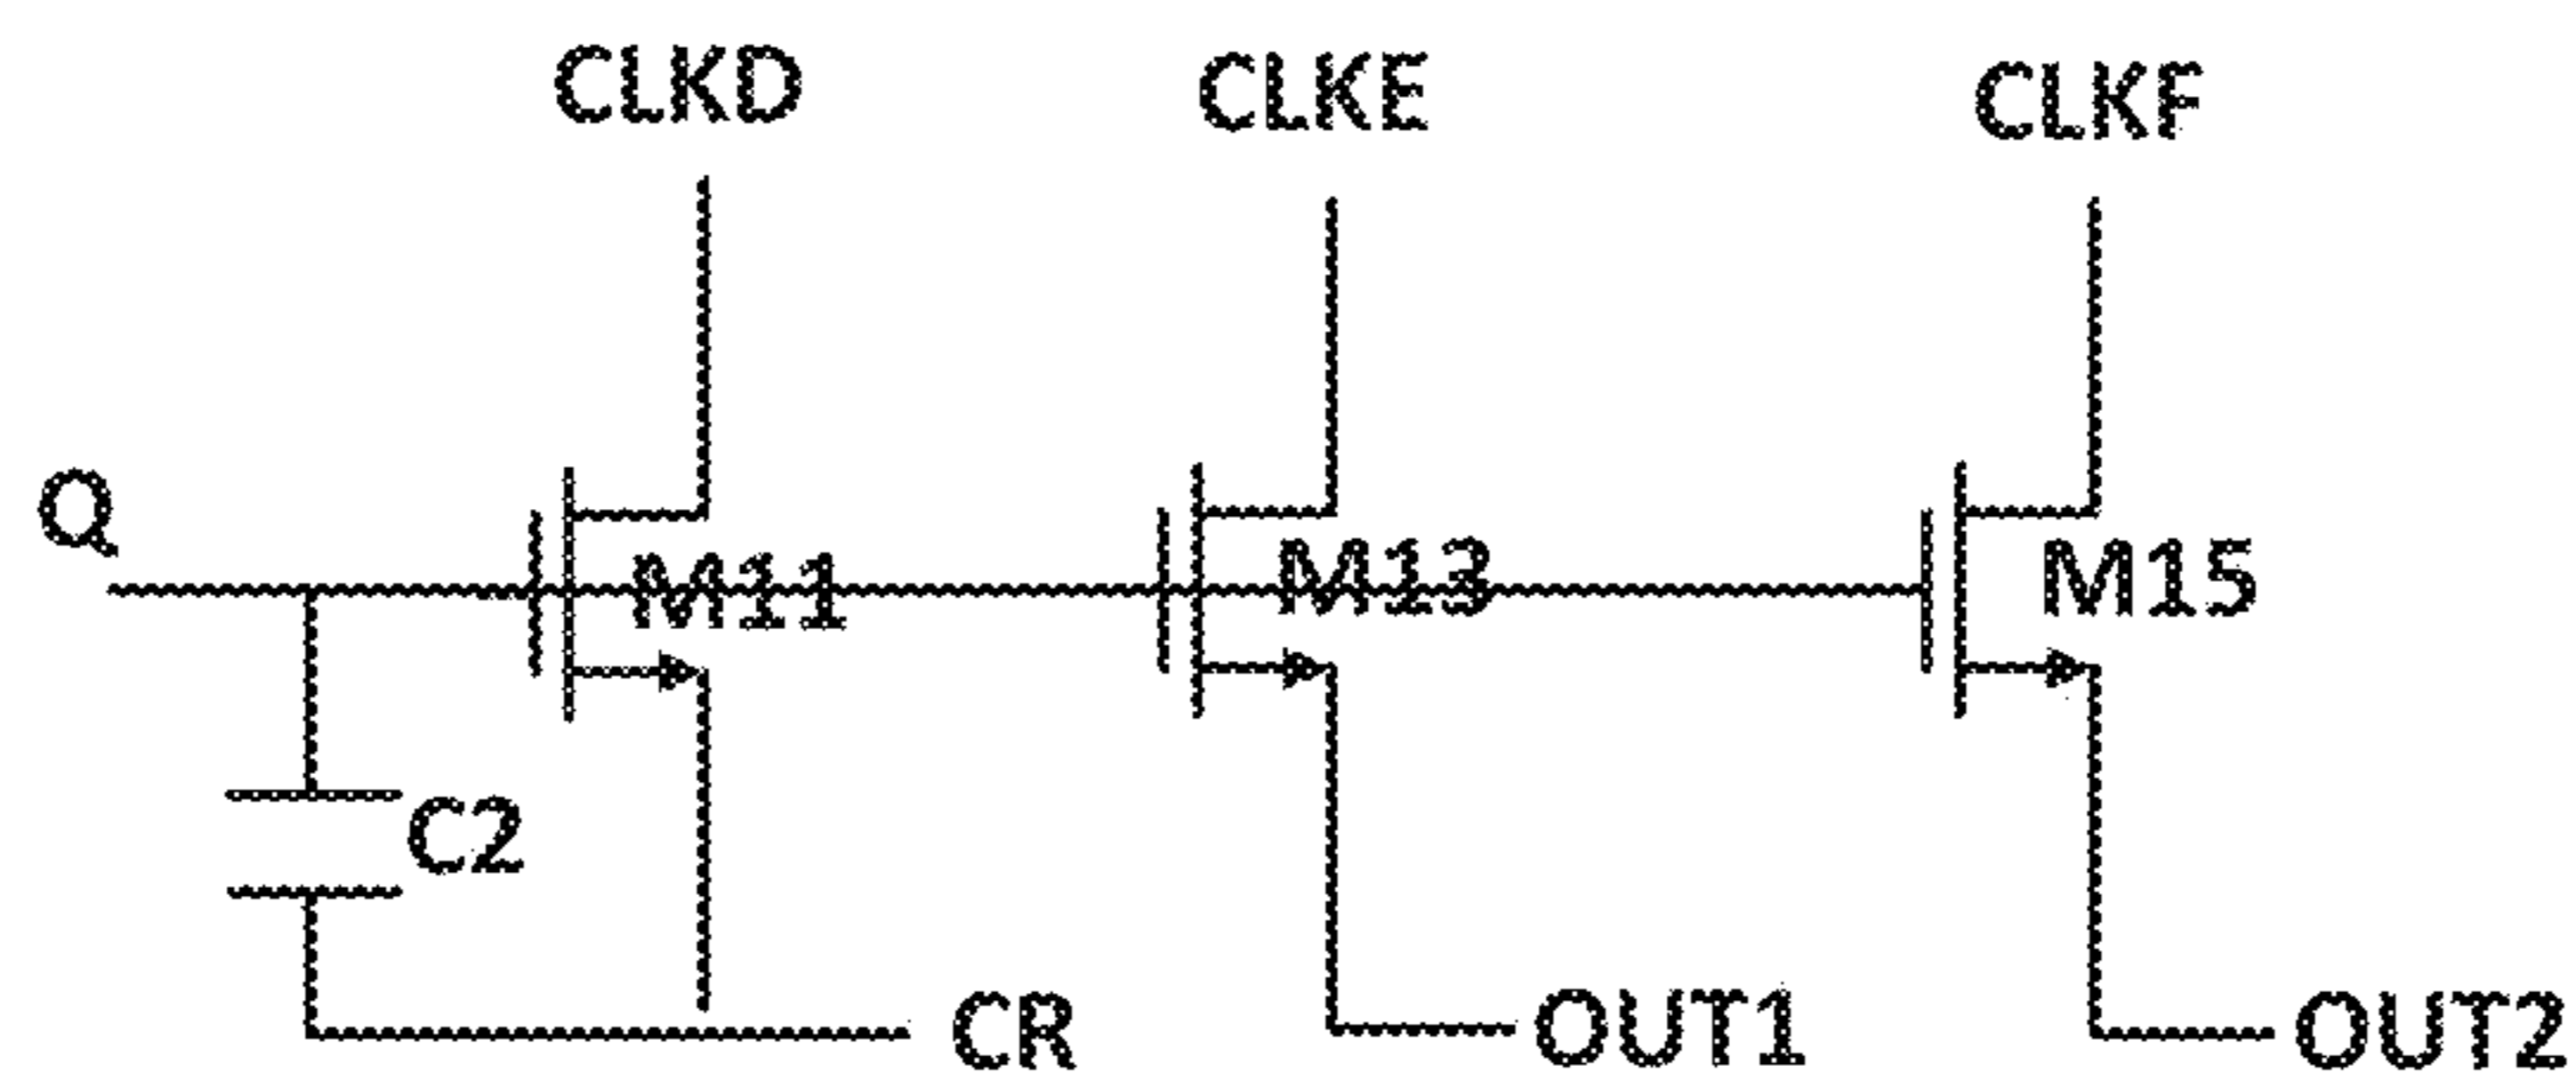 CLKD CLKE CLKF
Q
M11 M13 M15
C2
CR OUT1 OUT2